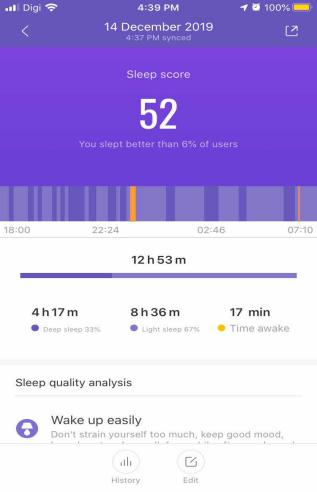 Digi 4:39 PM 100%
14 December 2019
4:37 PM synced
Sleep score
52
You slept better than 6% of users
18:00 22:24 02:46 07:10
12 h 53 m
4 h 17 m 8 h 36 m 17 min
Deep sleep 33% Light sleep 67% Time awake
Sleep quality analysis
Wake up easily
Don't strain yourself too much, keep good mood,
History Edit